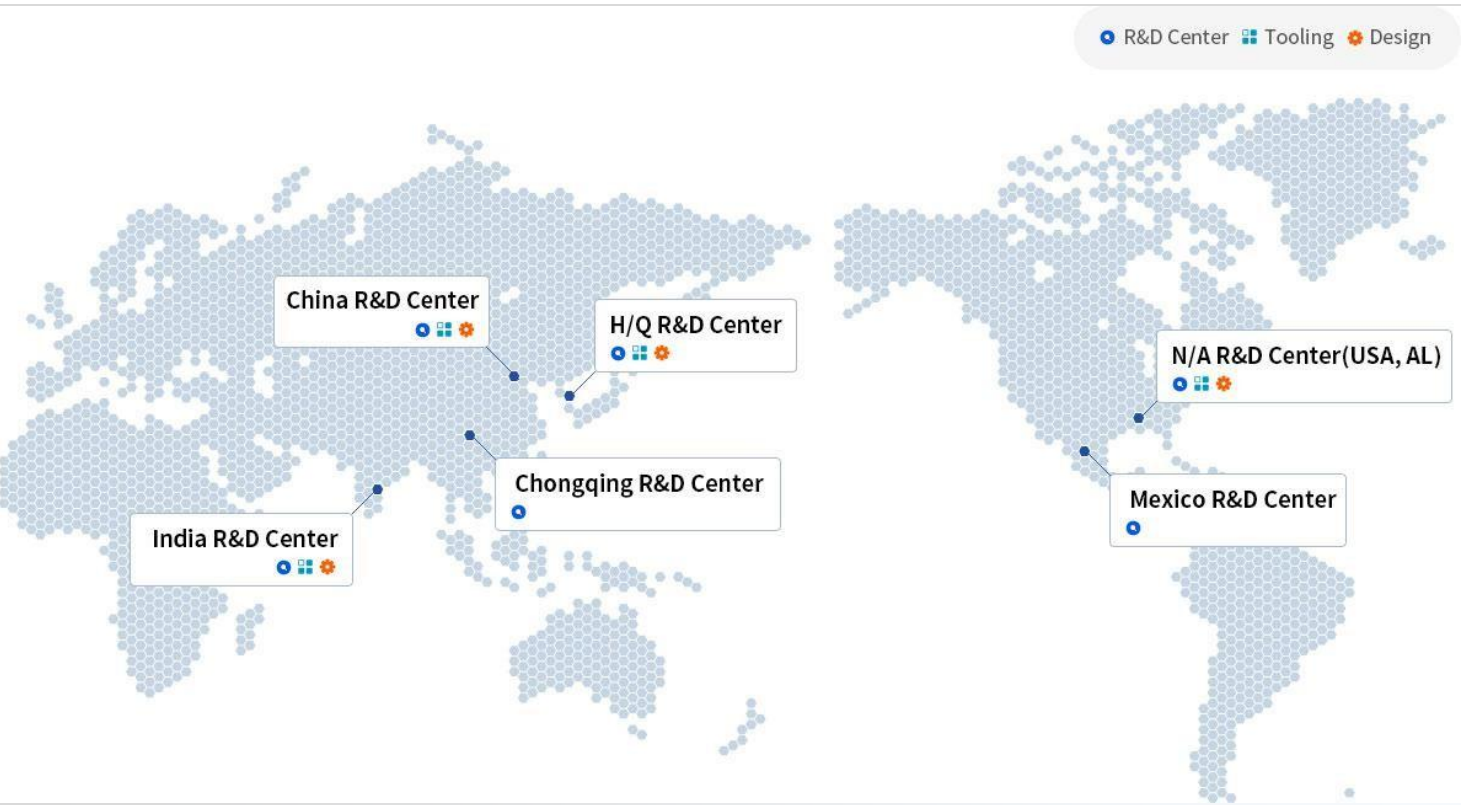 R&D Center Tooling Design
China R&D Center
H/Q R&D Center
N/A R&D Center(USA, AL)
Chongqing R&D Center
Mexico R&D Center
India R&D Center